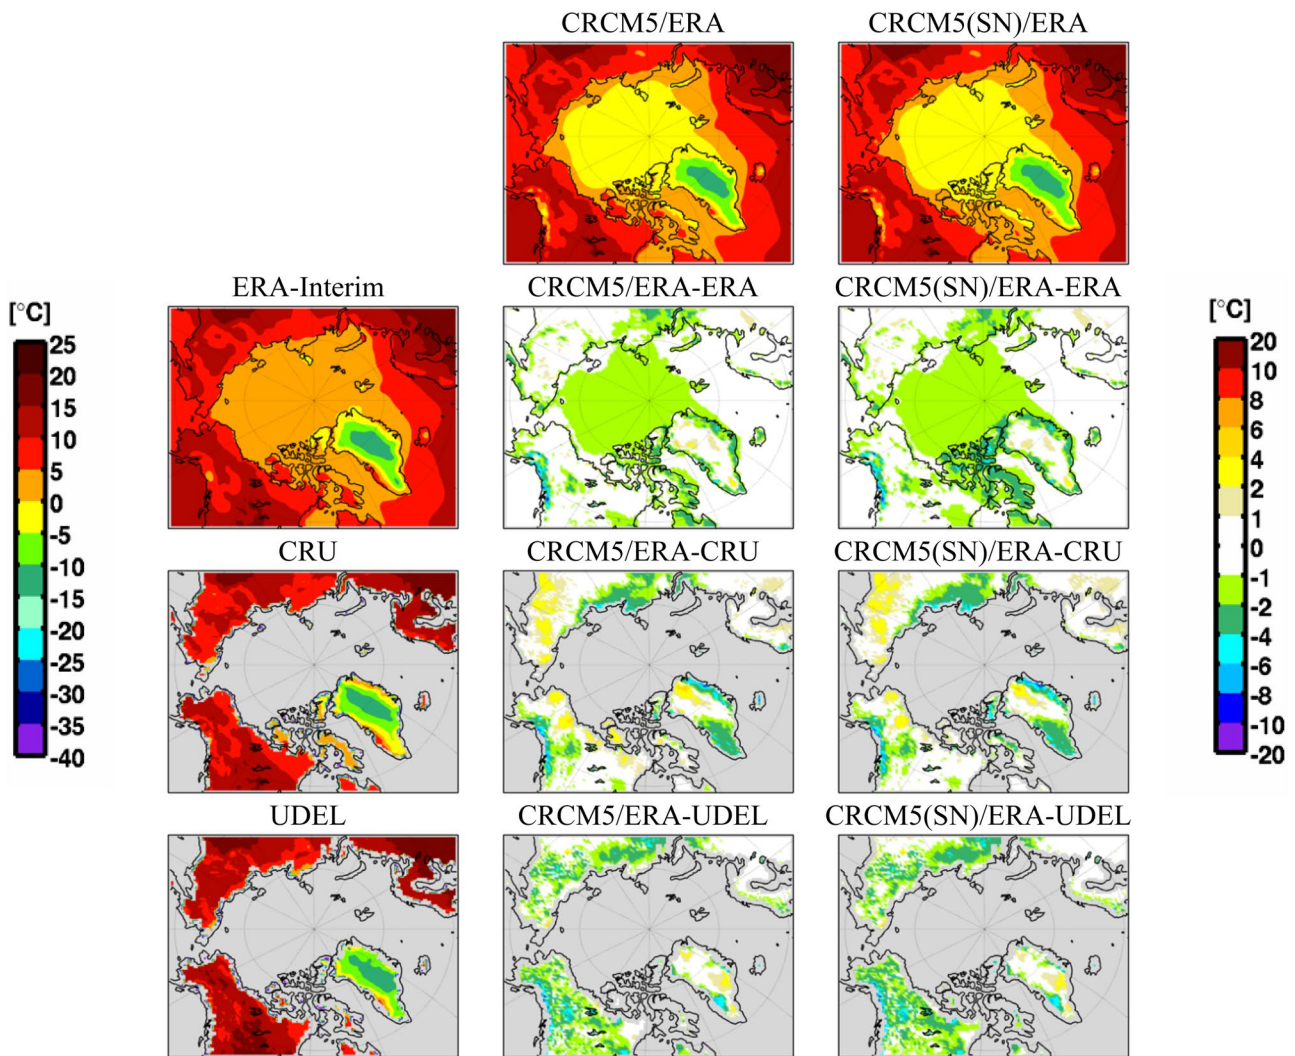 CRCM5/ERA
CRCM5(SN)/ERA
ERA-Interim
CRCM5/ERA-ERA
CRCM5(SN)/ERA-ERA
[°C]
25
20
15
10
5
0
-5
-10
-15
-20
-25
-30
-35
-40
[°C]
20
10
8
6
4
2
1
0
-1
-2
-4
-6
-8
-10
-20
CRU
CRCM5/ERA-CRU
CRCM5(SN)/ERA-CRU
UDEL
CRCM5/ERA-UDEL
CRCM5(SN)/ERA-UDEL